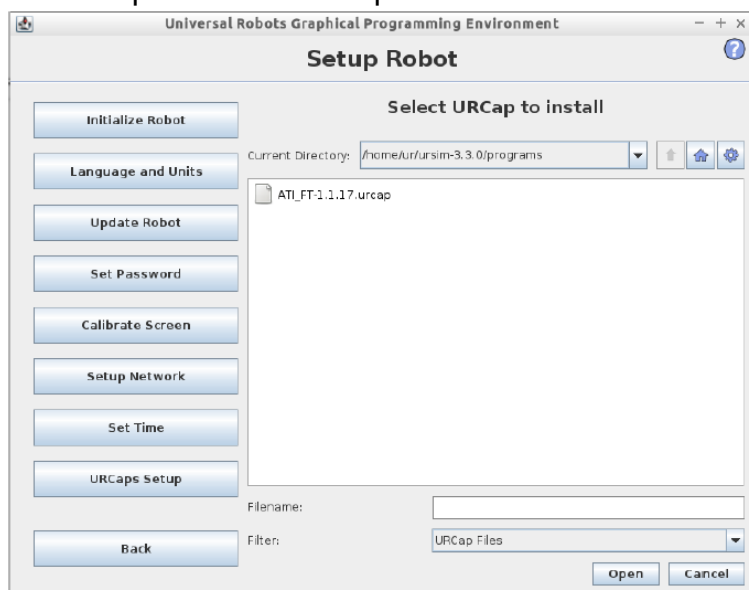 Universal Robots Graphical Programming Environment
Setup Robot
?
Initialize Robot
Language and Units
Update Robot
Set Password
Calibrate Screen
Setup Network
Set Time
URCaps Setup
Back
Select URCap to install
Current Directory: /home/ur/ursim-3.3.0/programs
ATI_FT-1.1.17.urcap
Filename:
Filter: URCap Files
Open Cancel